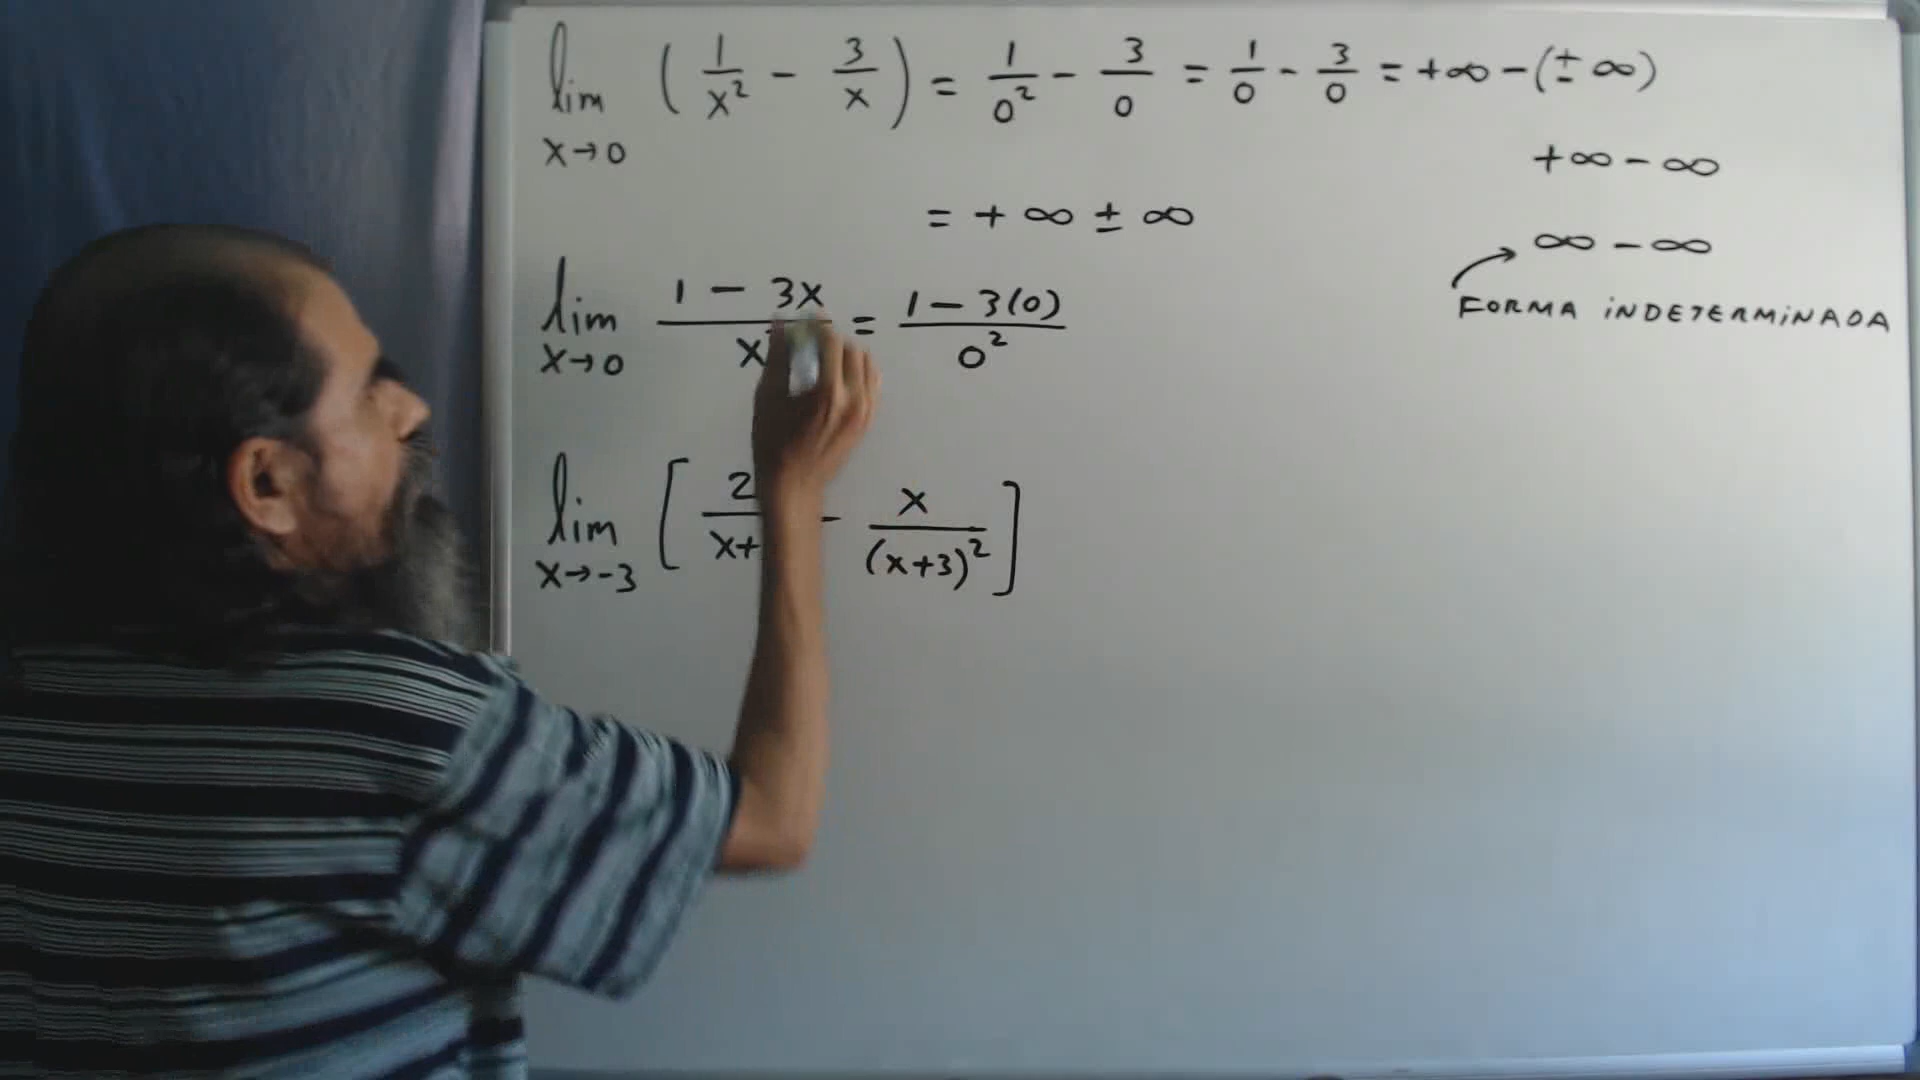 lim x→0 ( 1/x² - 3/x ) = 1/0² - 3/0 = 1/0 - 3/0 = +∞ - (± ∞)
+∞ - ∞
= + ∞ ± ∞
∞ - ∞
FORMA INDETERMINADA
lim x→0 (1 - 3x)/x = (1 - 3(0))/0²
lim x→-3 [ 2/(x+ - x/(x+3)² ]